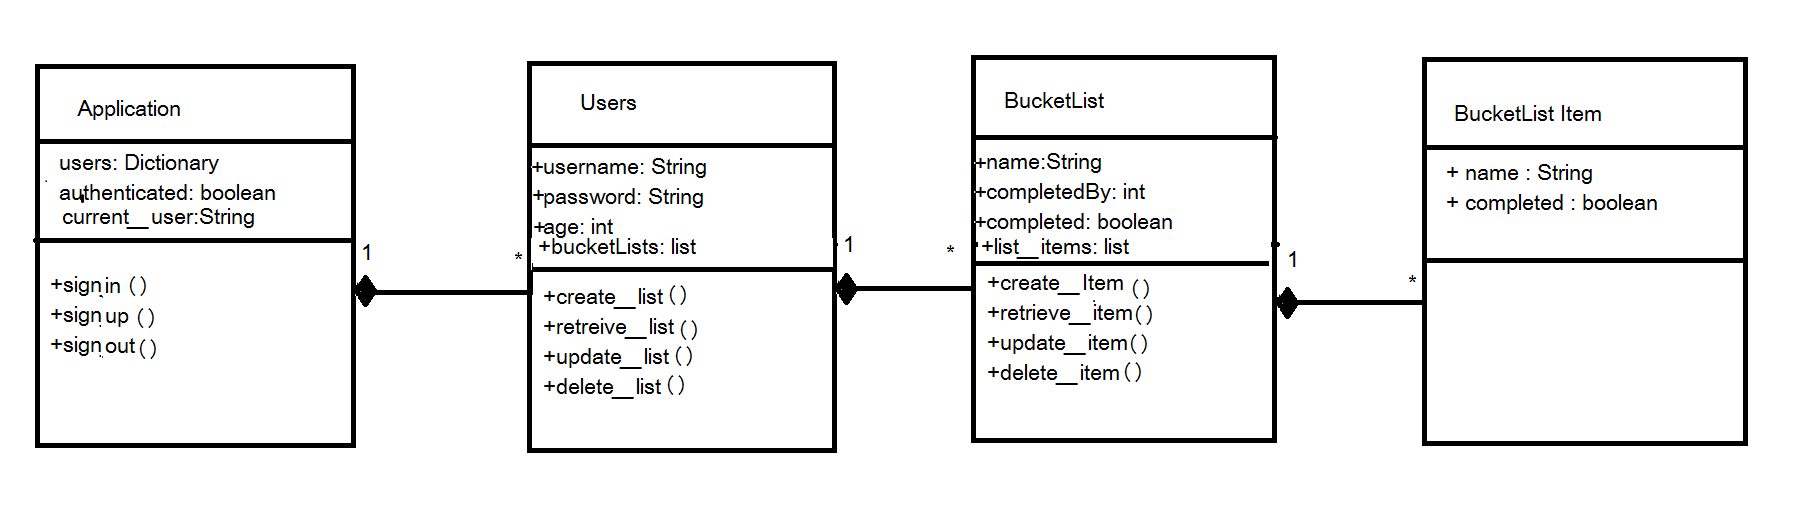 Application
users: Dictionary
authenticated: boolean
current__user:String
+sign in ()
+sign up ()
+sign out ()
1
*
Users
+username: String
+password: String
+age: int
+bucketLists: list
+create__list ()
+retreive__list ()
+update__list ()
+delete__list ()
1
*
BucketList
+name:String
+completedBy: int
+completed: boolean
+list__items: list
+create__Item ()
+retrieve__item()
+update__item()
+delete__item ()
1
*
BucketList Item
+ name : String
+ completed : boolean